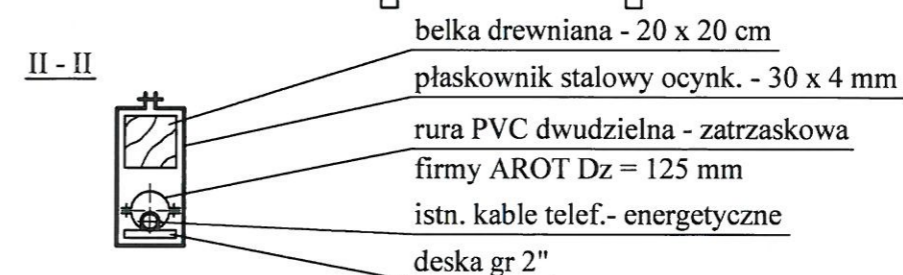 II - II
belka drewniana - 20 x 20 cm
płaskownik stalowy ocynk. - 30 x 4 mm
rura PVC dwudzielna - zatrzaskowa
firmy AROT Dz = 125 mm
istn. kable telef.- energetyczne
deska gr 2"